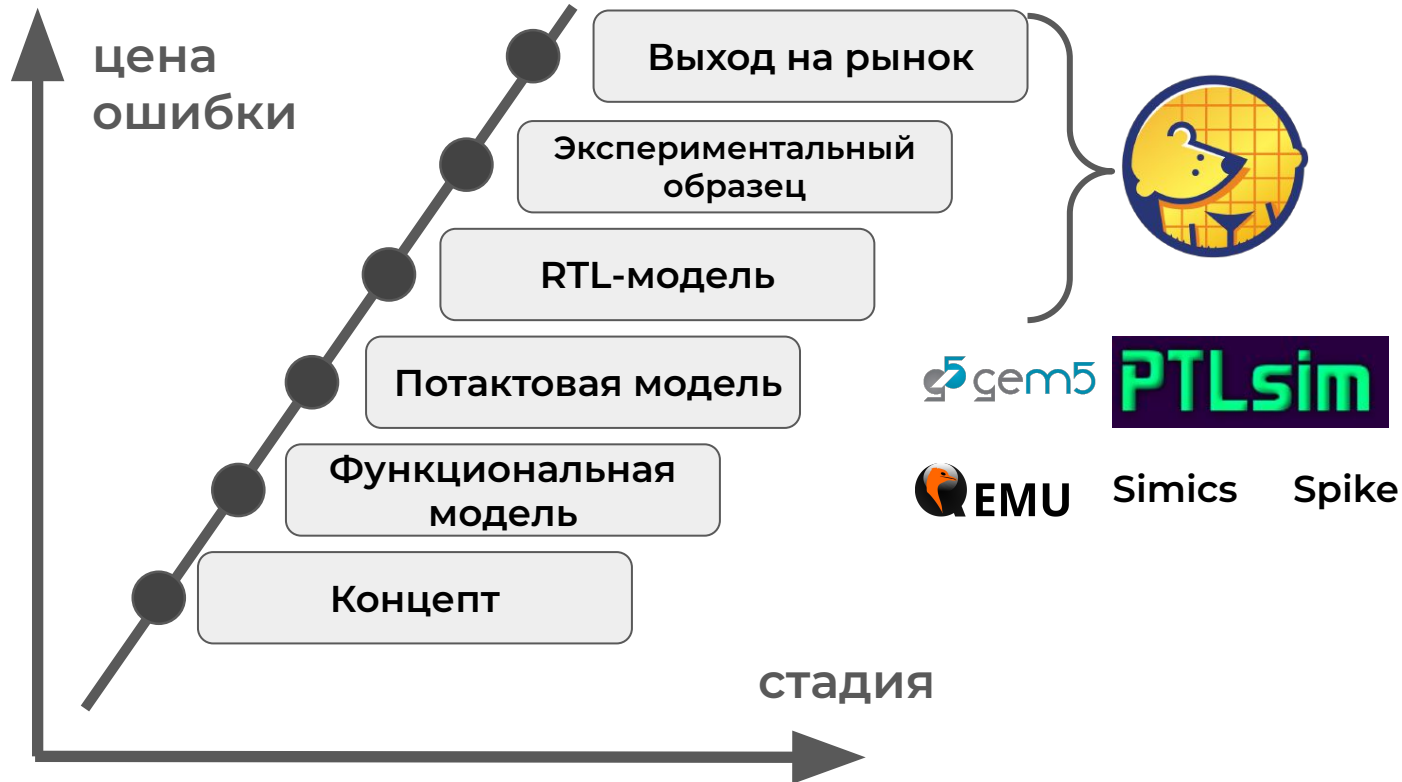 цена
ошибки
Выход на рынок
Экспериментальный
образец
RTL-модель
Потактовая модель
gem5
PTLsim
Функциональная
модель
QEMU
Simics
Spike
Концепт
стадия